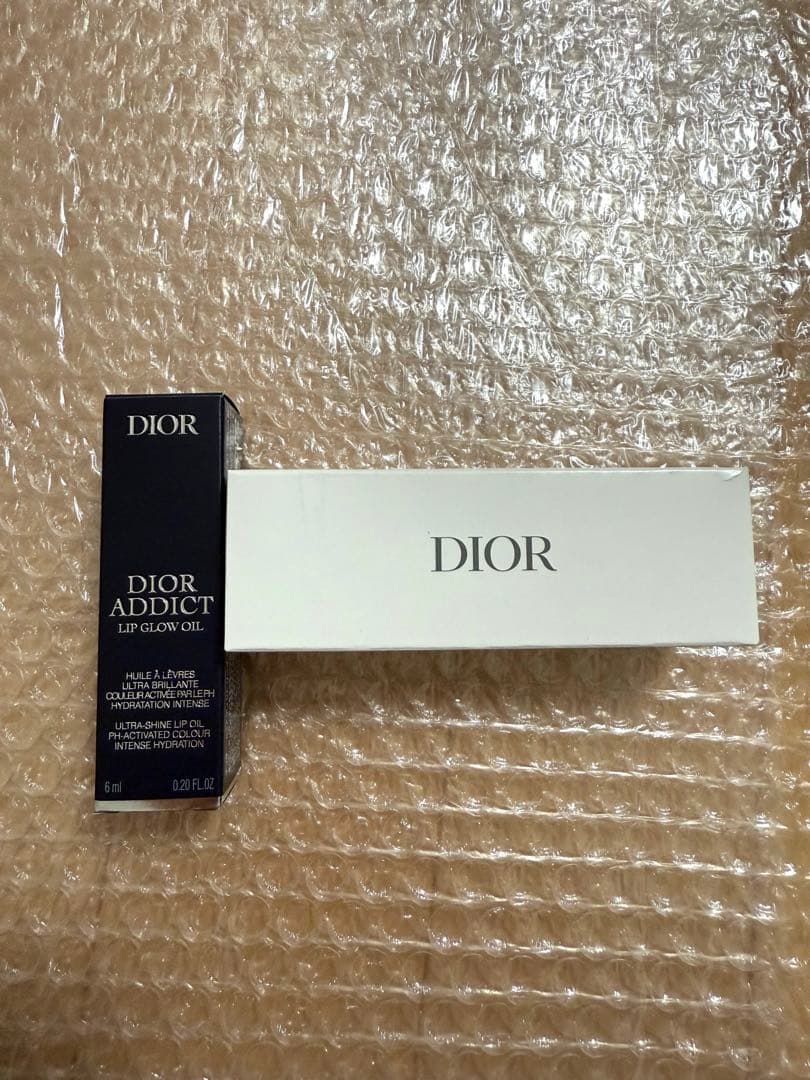 DIOR
DIOR
ADDICT
LIP GLOW OIL
HUILE À LÈVRES
ULTRA BRILLANTE
COULEUR ACTIVÉE PAR LE PH
HYDRATATION INTENSE
ULTRA-SHINE LIP OIL
PH-ACTIVATED COLOUR
INTENSE HYDRATION
6 ml 0.20 FL.OZ
DIOR